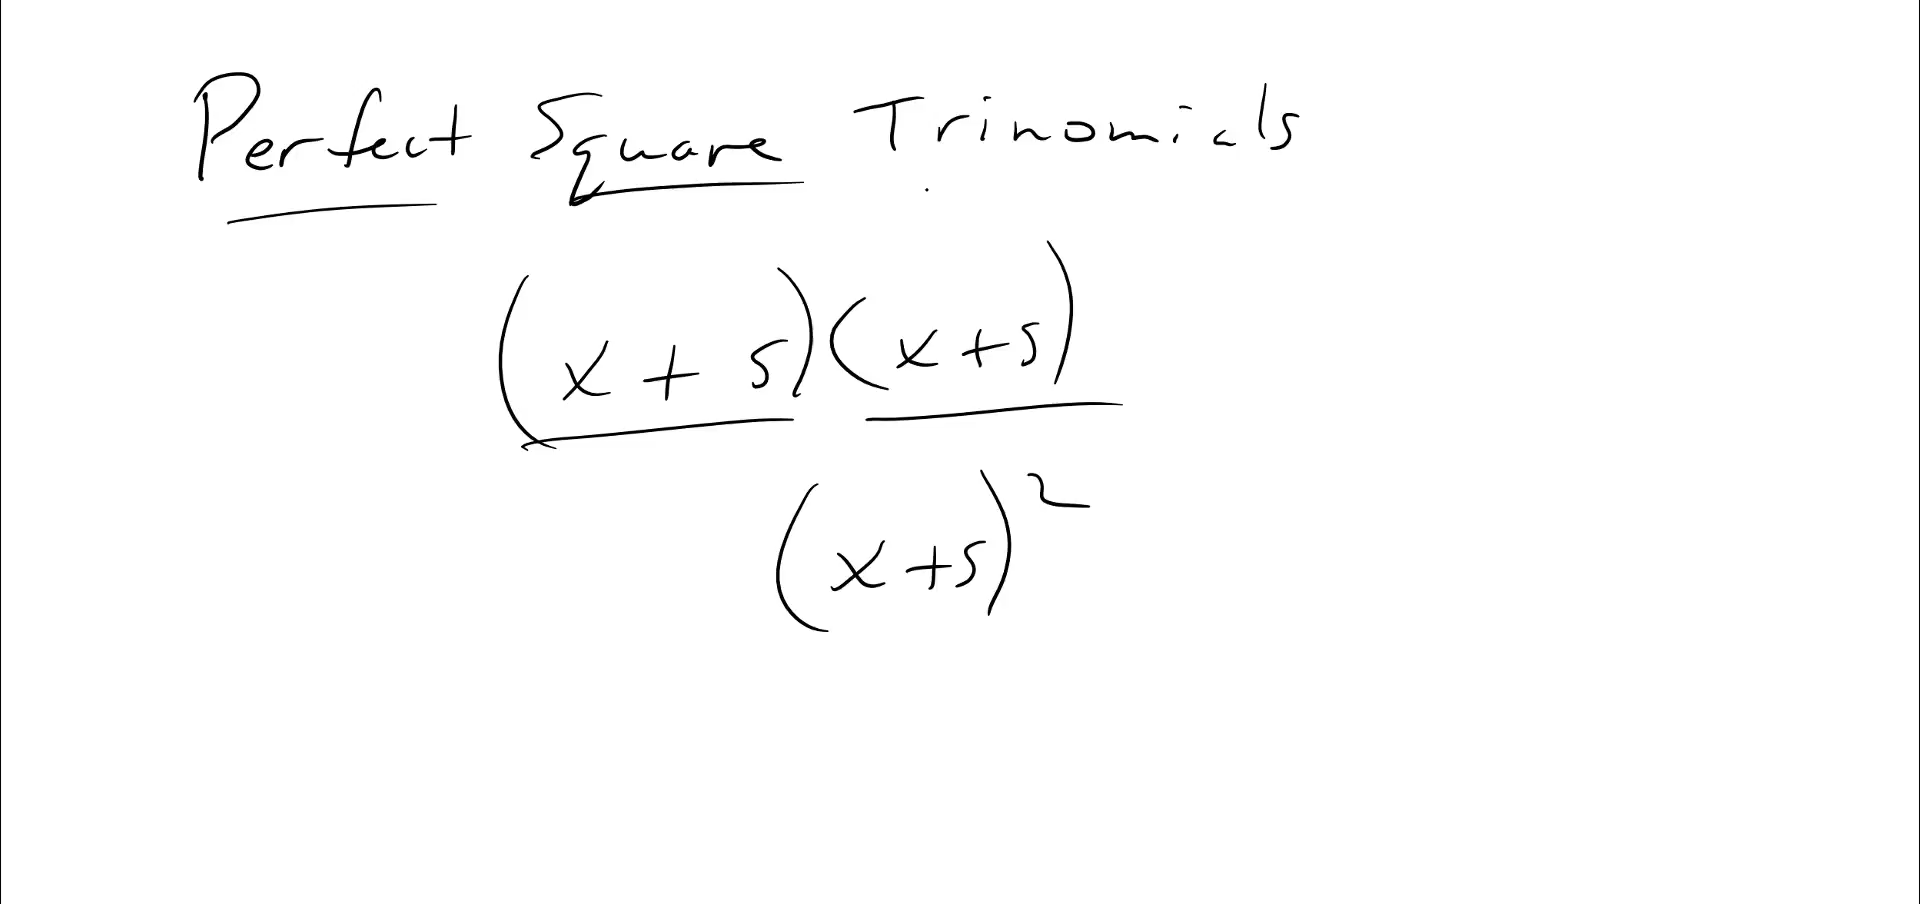 Perfect Square Trinomials
(x + 5)(x+5)
(x+5)²